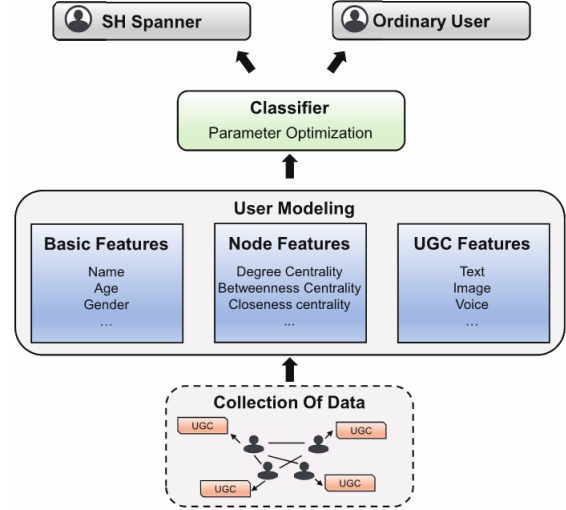 SH Spanner
Ordinary User
Classifier
Parameter Optimization
User Modeling
Basic Features
Name
Age
Gender
...
Node Features
Degree Centrality
Betweenness Centrality
Closeness centrality
...
UGC Features
Text
Image
Voice
...
Collection Of Data
UGC
UGC
UGC
UGC